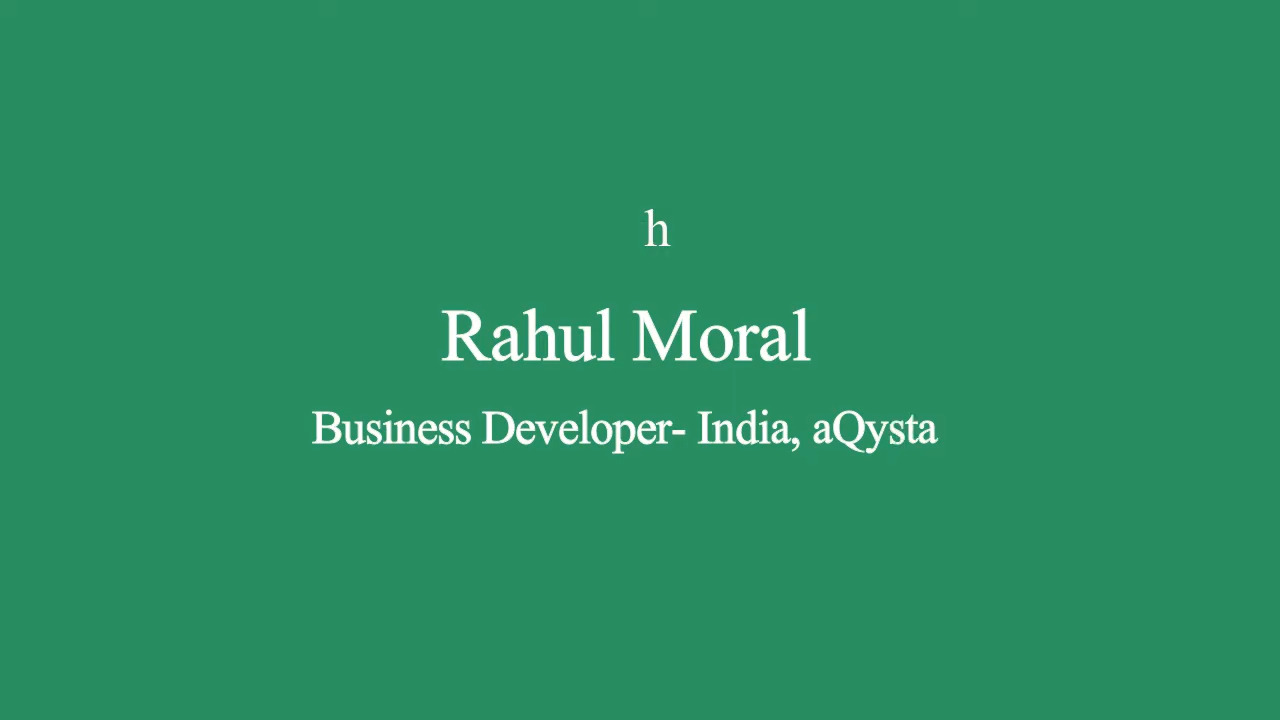 h
Rahul Moral
Business Developer- India, aQysta